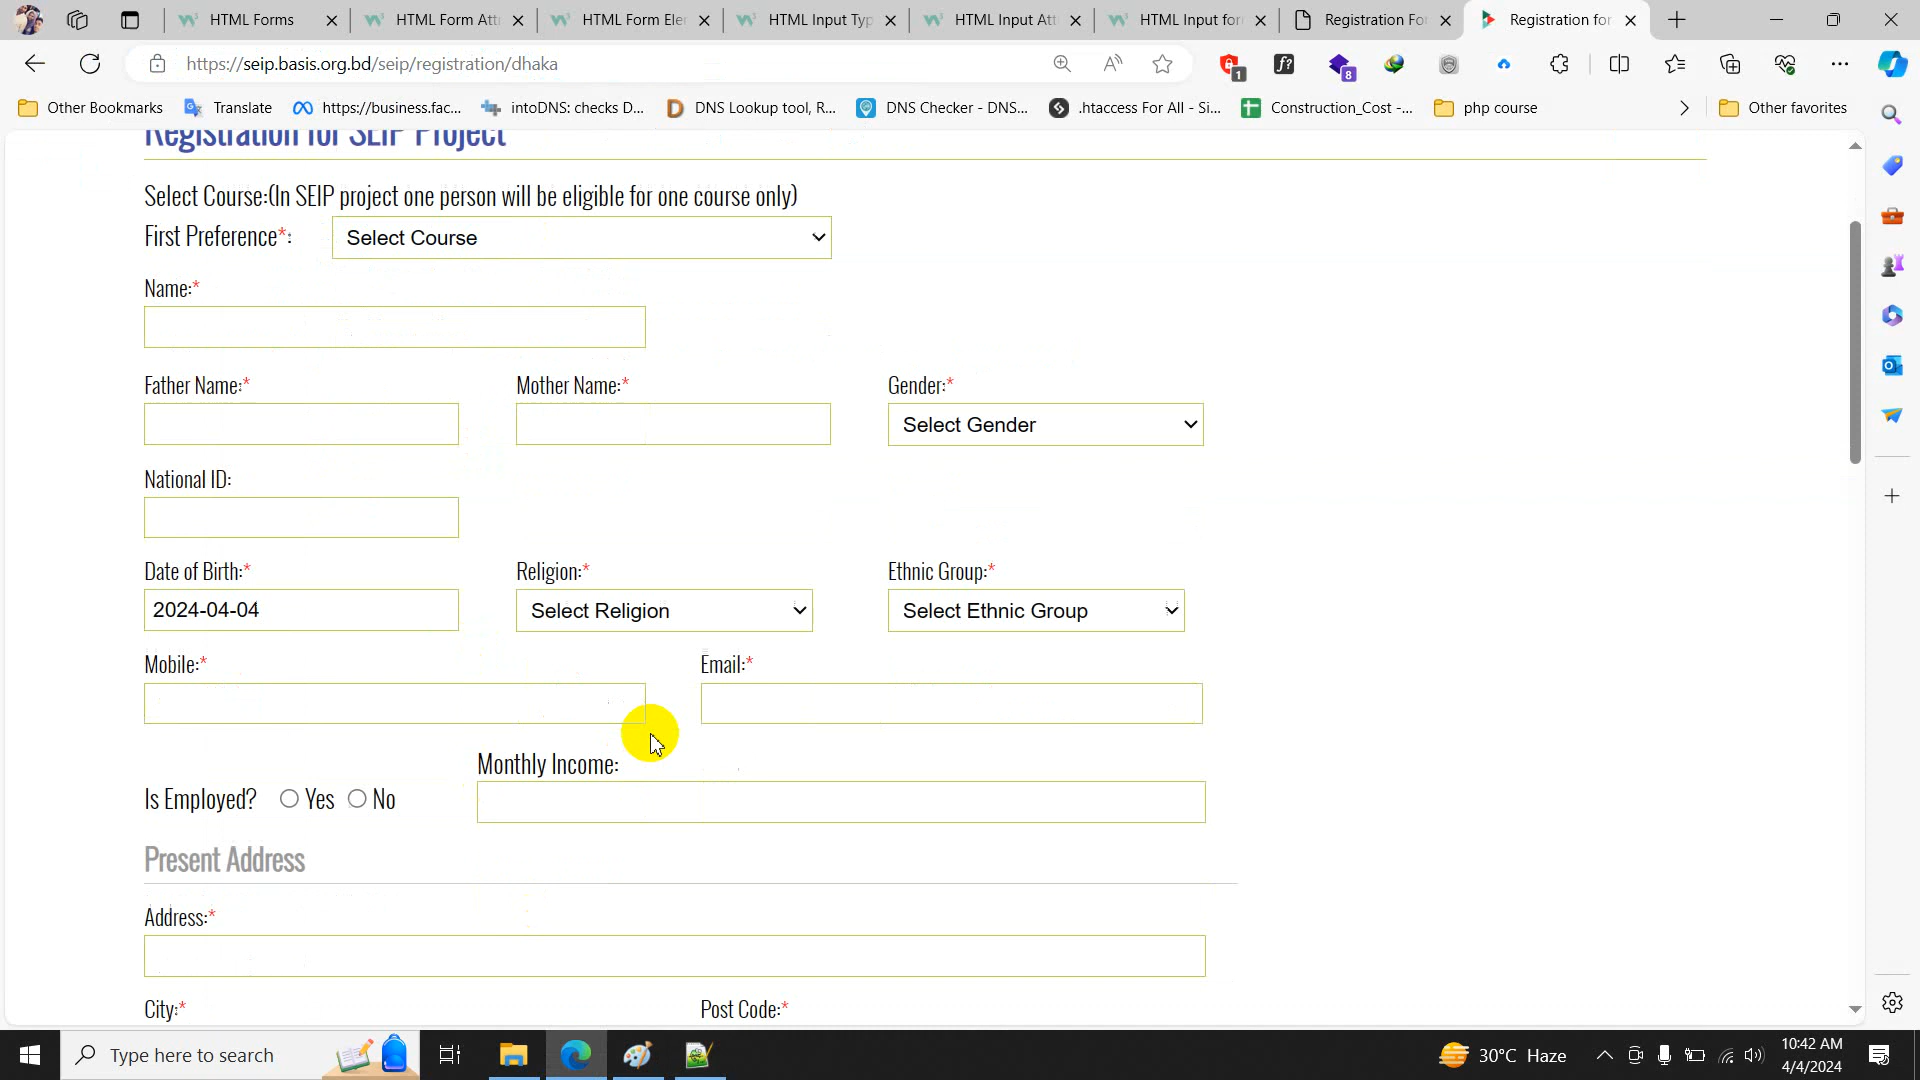 HTML Forms
HTML Form Att
HTML Form Ele
HTML Input Typ
HTML Input Att
HTML Input for
Registration Fo
Registration for
https://seip.basis.org.bd/seip/registration/dhaka
1
f?
8
Other Bookmarks
Translate
https://business.fac...
intoDNS: checks D...
DNS Lookup tool, R...
DNS Checker - DNS...
.htaccess For All - Si...
Construction_Cost -...
php course
Other favorites
Registration for SEIP Project
Select Course:(In SEIP project one person will be eligible for one course only)
First Preference*: Select Course
Name:*
Father Name:* Mother Name:* Gender:*
Select Gender
National ID:
Date of Birth:* Religion:* Ethnic Group:*
2024-04-04 Select Religion Select Ethnic Group
Mobile:* Email:*
Monthly Income:
Is Employed? Yes No
Present Address
Address:*
City:* Post Code:*
Type here to search
30°C Haze
10:42 AM
4/4/2024